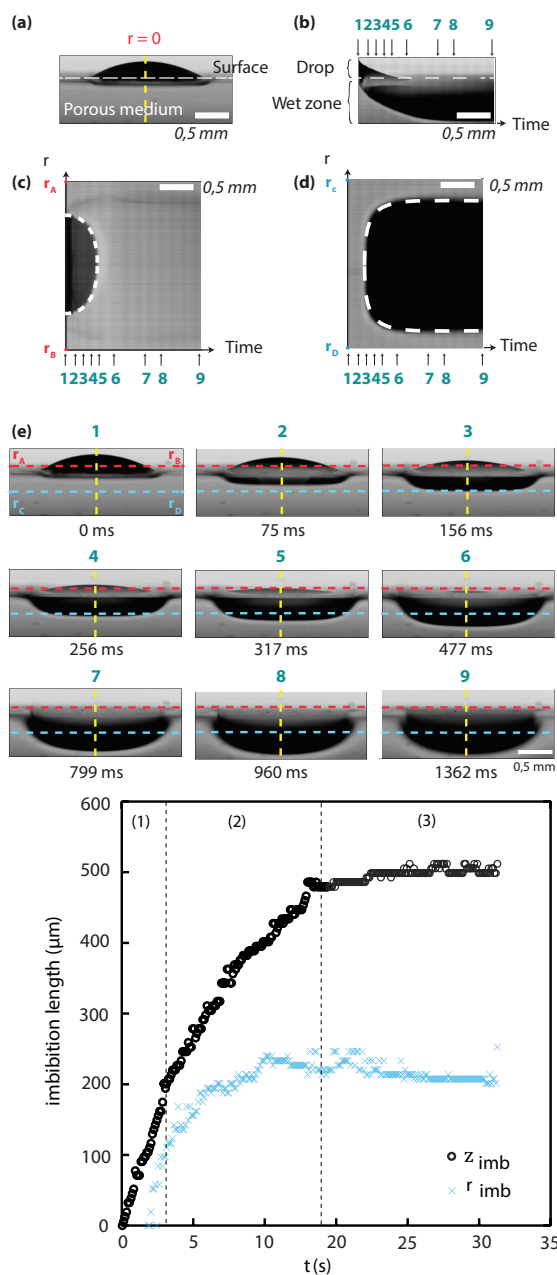 (a)
r = 0
Surface
Porous medium
0,5 mm
(b)
1 2 3 4 5 6 7 8 9
Drop
Wet zone
Time
0,5 mm
(c)
r
r_A
0,5 mm
r_B
Time
1 2 3 4 5 6 7 8 9
(d)
r
r_c
0,5 mm
r_D
Time
1 2 3 4 5 6 7 8 9
(e)
1 2 3
r_A r_B
r_C r_D
0 ms 75 ms 156 ms
4 5 6
256 ms 317 ms 477 ms
7 8 9
799 ms 960 ms 1362 ms
0,5 mm
600
500
400
300
200
100
0
imbibition length (µm)
(1) (2) (3)
z imb
r imb
0 5 10 15 20 25 30 35
t (s)